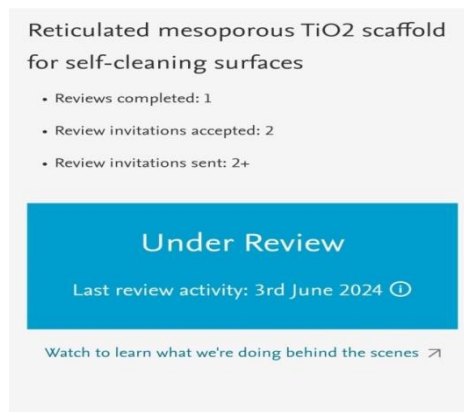 Reticulated mesoporous TiO2 scaffold
for self-cleaning surfaces
• Reviews completed: 1
• Review invitations accepted: 2
• Review invitations sent: 2+
Under Review
Last review activity: 3rd June 2024 ⓘ
Watch to learn what we're doing behind the scenes ↗